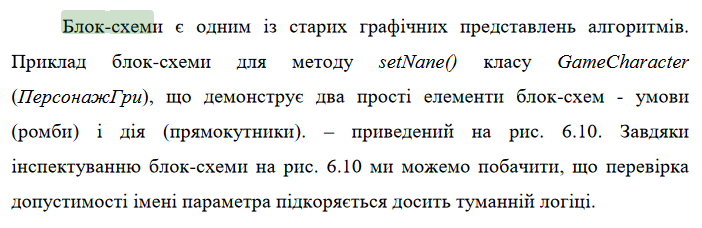 Блок-схеми є одним із старих графічних представлень алгоритмів.
Приклад блок-схеми для методу setNane() класу GameCharacter
(ПерсонажГри), що демонструє два прості елементи блок-схем - умови
(ромби) і дія (прямокутники). – приведений на рис. 6.10. Завдяки
інспектуванню блок-схеми на рис. 6.10 ми можемо побачити, що перевірка
допустимості імені параметра підкоряється досить туманній логіці.